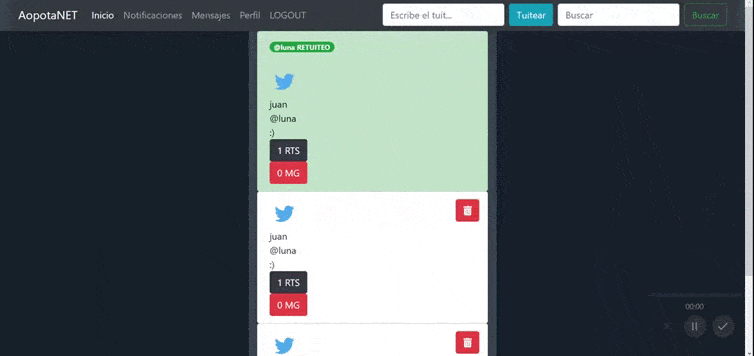 AopotaNET Inicio Notificaciones Mensajes Perfil LOGOUT Escribe el tuit... Tuitear Buscar Buscar
@luna RETUITEO
juan
@luna
:)
1 RTS
0 MG
juan
@luna
:)
1 RTS
0 MG
00:00